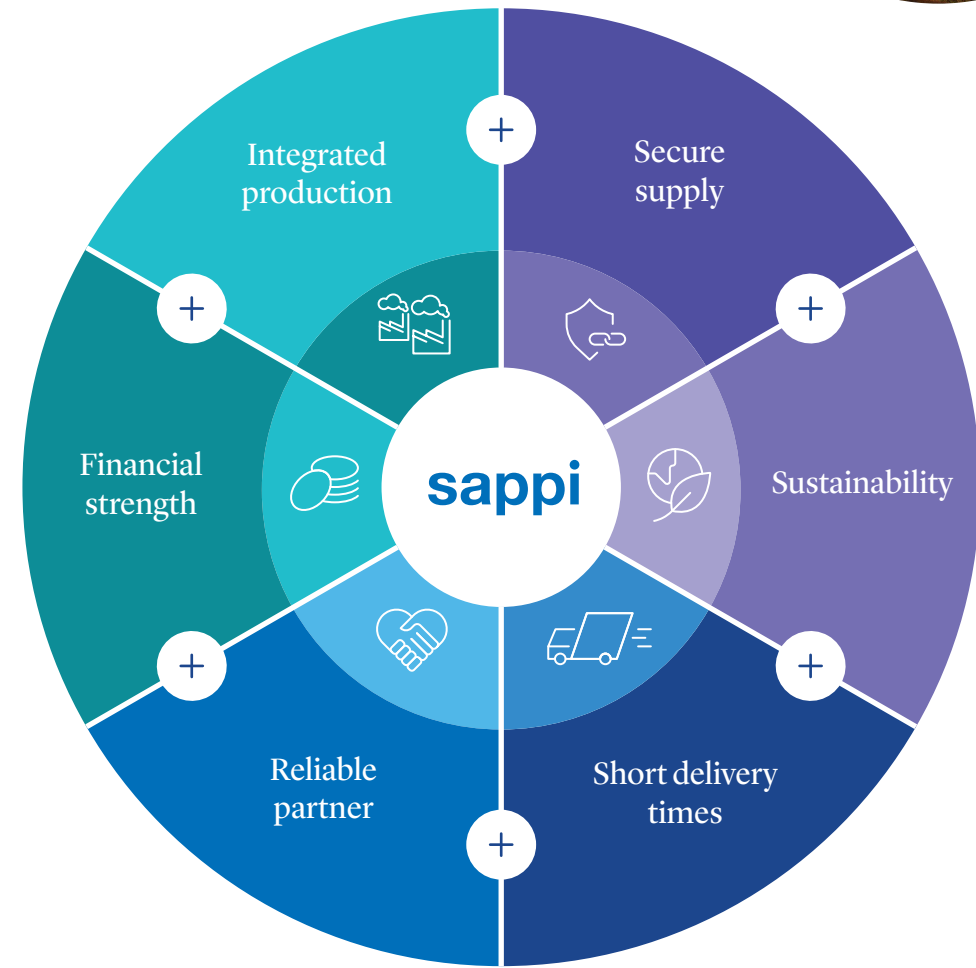 Integrated
production
Secure
supply
Financial
strength
sappi
Sustainability
Reliable
partner
Short delivery
times